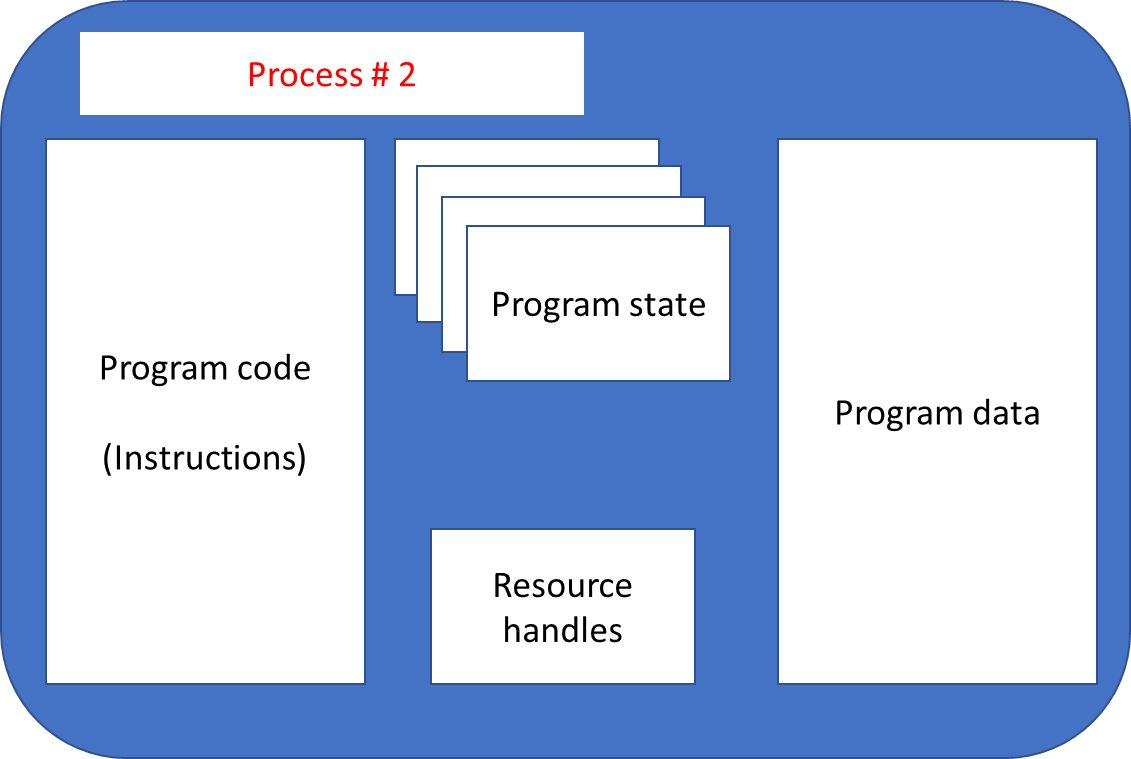 Process # 2
Program state
Program code
(Instructions)
Program data
Resource
handles